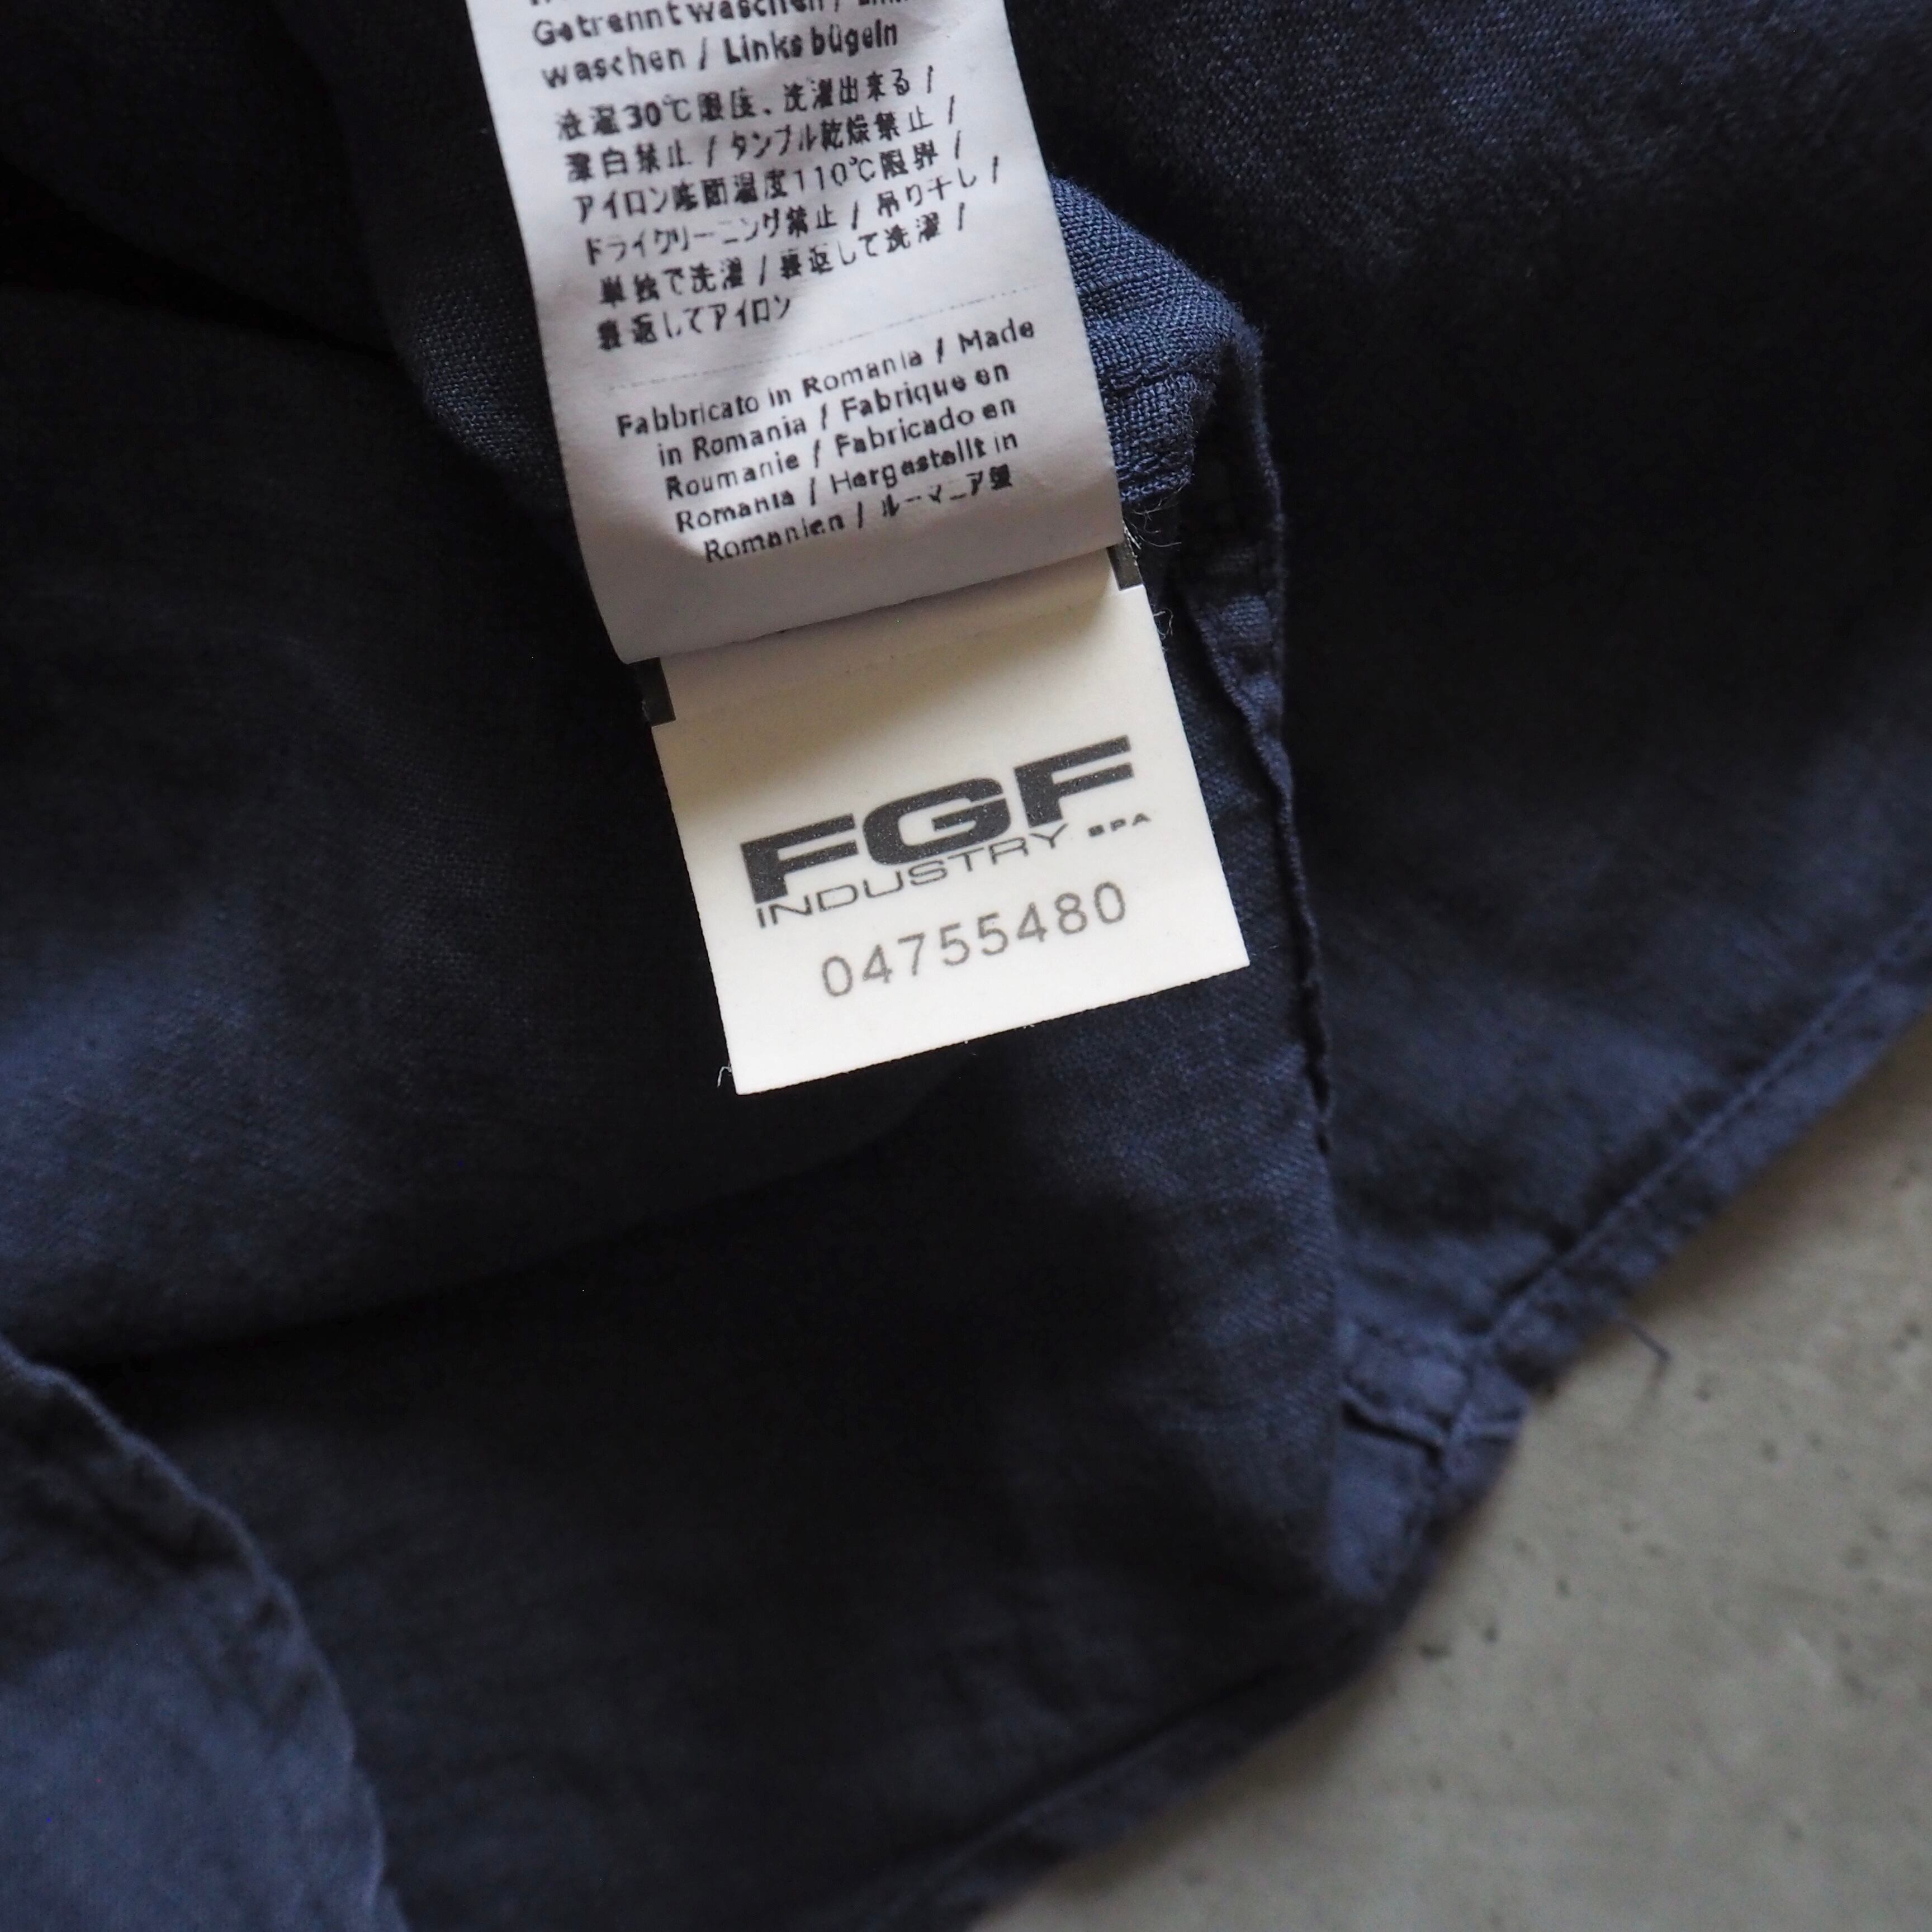 Getrennt waschen /
waschen / Links bügeln
液温30℃限度、洗濯出来る /
漂白禁止 / タンブル乾燥禁止 /
アイロン底面温度110℃限界 /
ドライクリーニング禁止 / 吊り干し /
単独で洗濯 / 裏返して洗濯 /
裏返してアイロン
Fabbricato in Romania / Made
in Romania / Fabrique en
Roumanie / Fabricado en
Romania / Hergestellt in
Romanien / ルーマニア製
FGF
INDUSTRY SPA
04755480